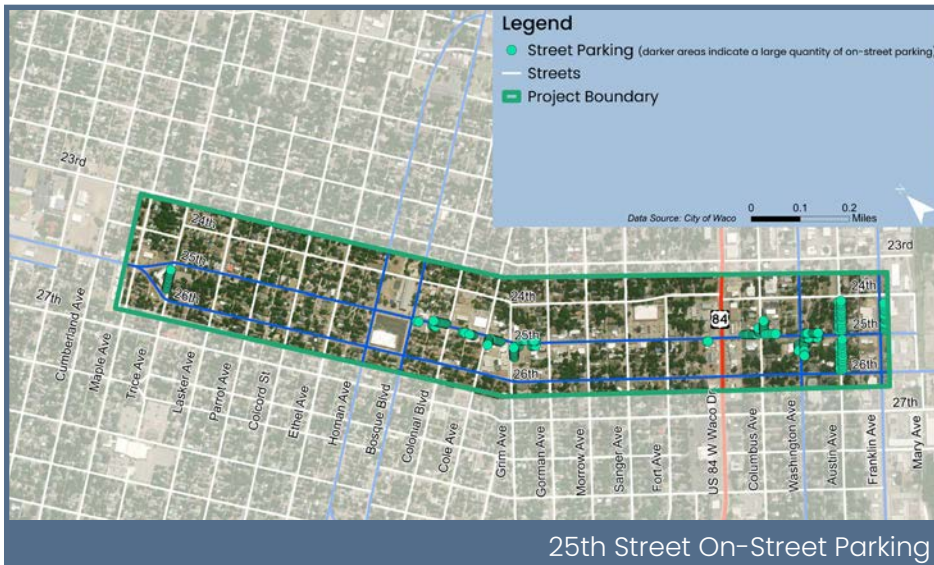 Legend
Street Parking (darker areas indicate a large quantity of on-street parking)
Streets
Project Boundary
Data Source: City of Waco
0 0.1 0.2
Miles
23rd
24th
25th
26th
27th
23rd
24th
24th
25th
25th
26th
26th
27th
84
Cumberland Ave
Maple Ave
Trice Ave
Lasker Ave
Parrot Ave
Colcord St
Ethel Ave
Homan Ave
Bosque Blvd
Colonial Blvd
Cole Ave
Grim Ave
Gorman Ave
Morrow Ave
Sanger Ave
Fort Ave
US 84 W Waco Dr
Columbus Ave
Washington Ave
Austin Ave
Franklin Ave
Mary Ave
25th Street On-Street Parking